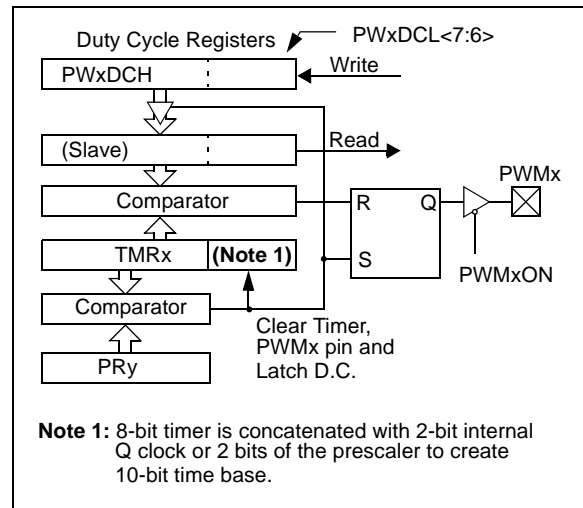 Duty Cycle Registers
PWxDCL<7:6>
PWxDCH
Write
(Slave)
Read
Comparator
R
Q
PWMx
TMRx
(Note 1)
S
PWMxON
Comparator
Clear Timer,
PWMx pin and
Latch D.C.
PRy
Note 1: 8-bit timer is concatenated with 2-bit internal
Q clock or 2 bits of the prescaler to create
10-bit time base.